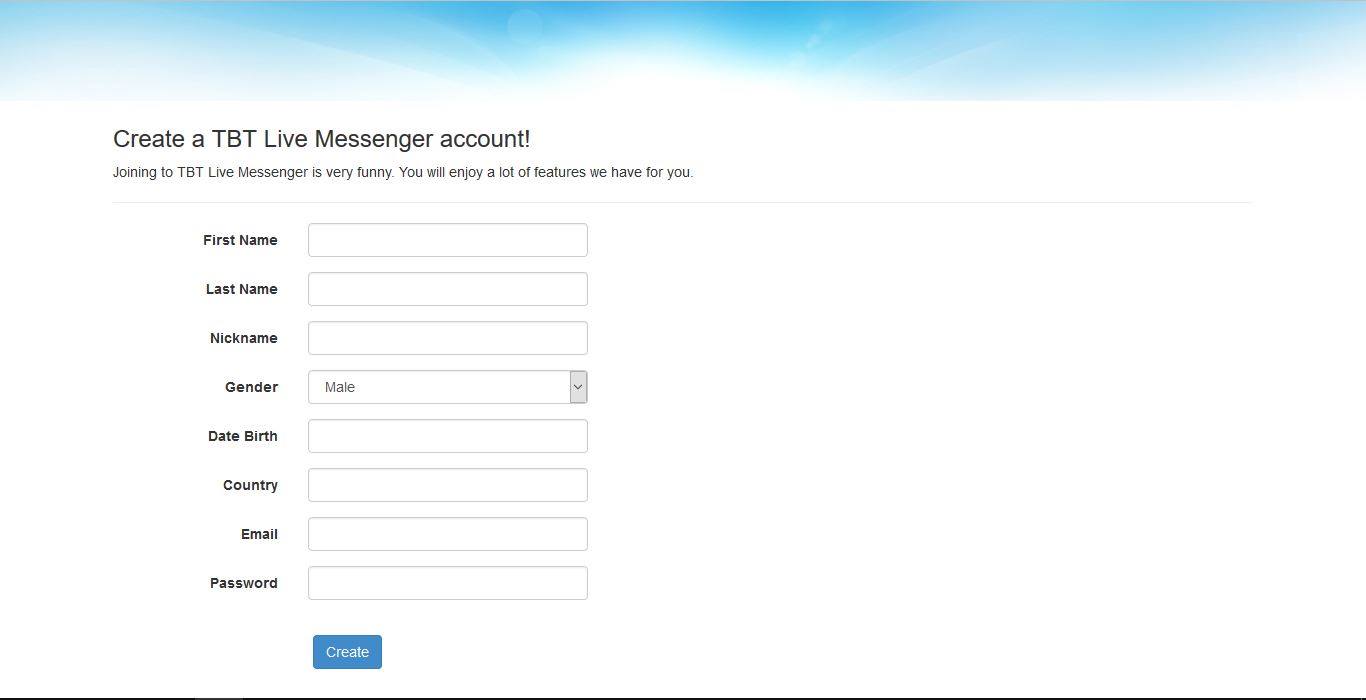 Create a TBT Live Messenger account!
Joining to TBT Live Messenger is very funny. You will enjoy a lot of features we have for you.
First Name
Last Name
Nickname
Gender Male
Date Birth
Country
Email
Password
Create